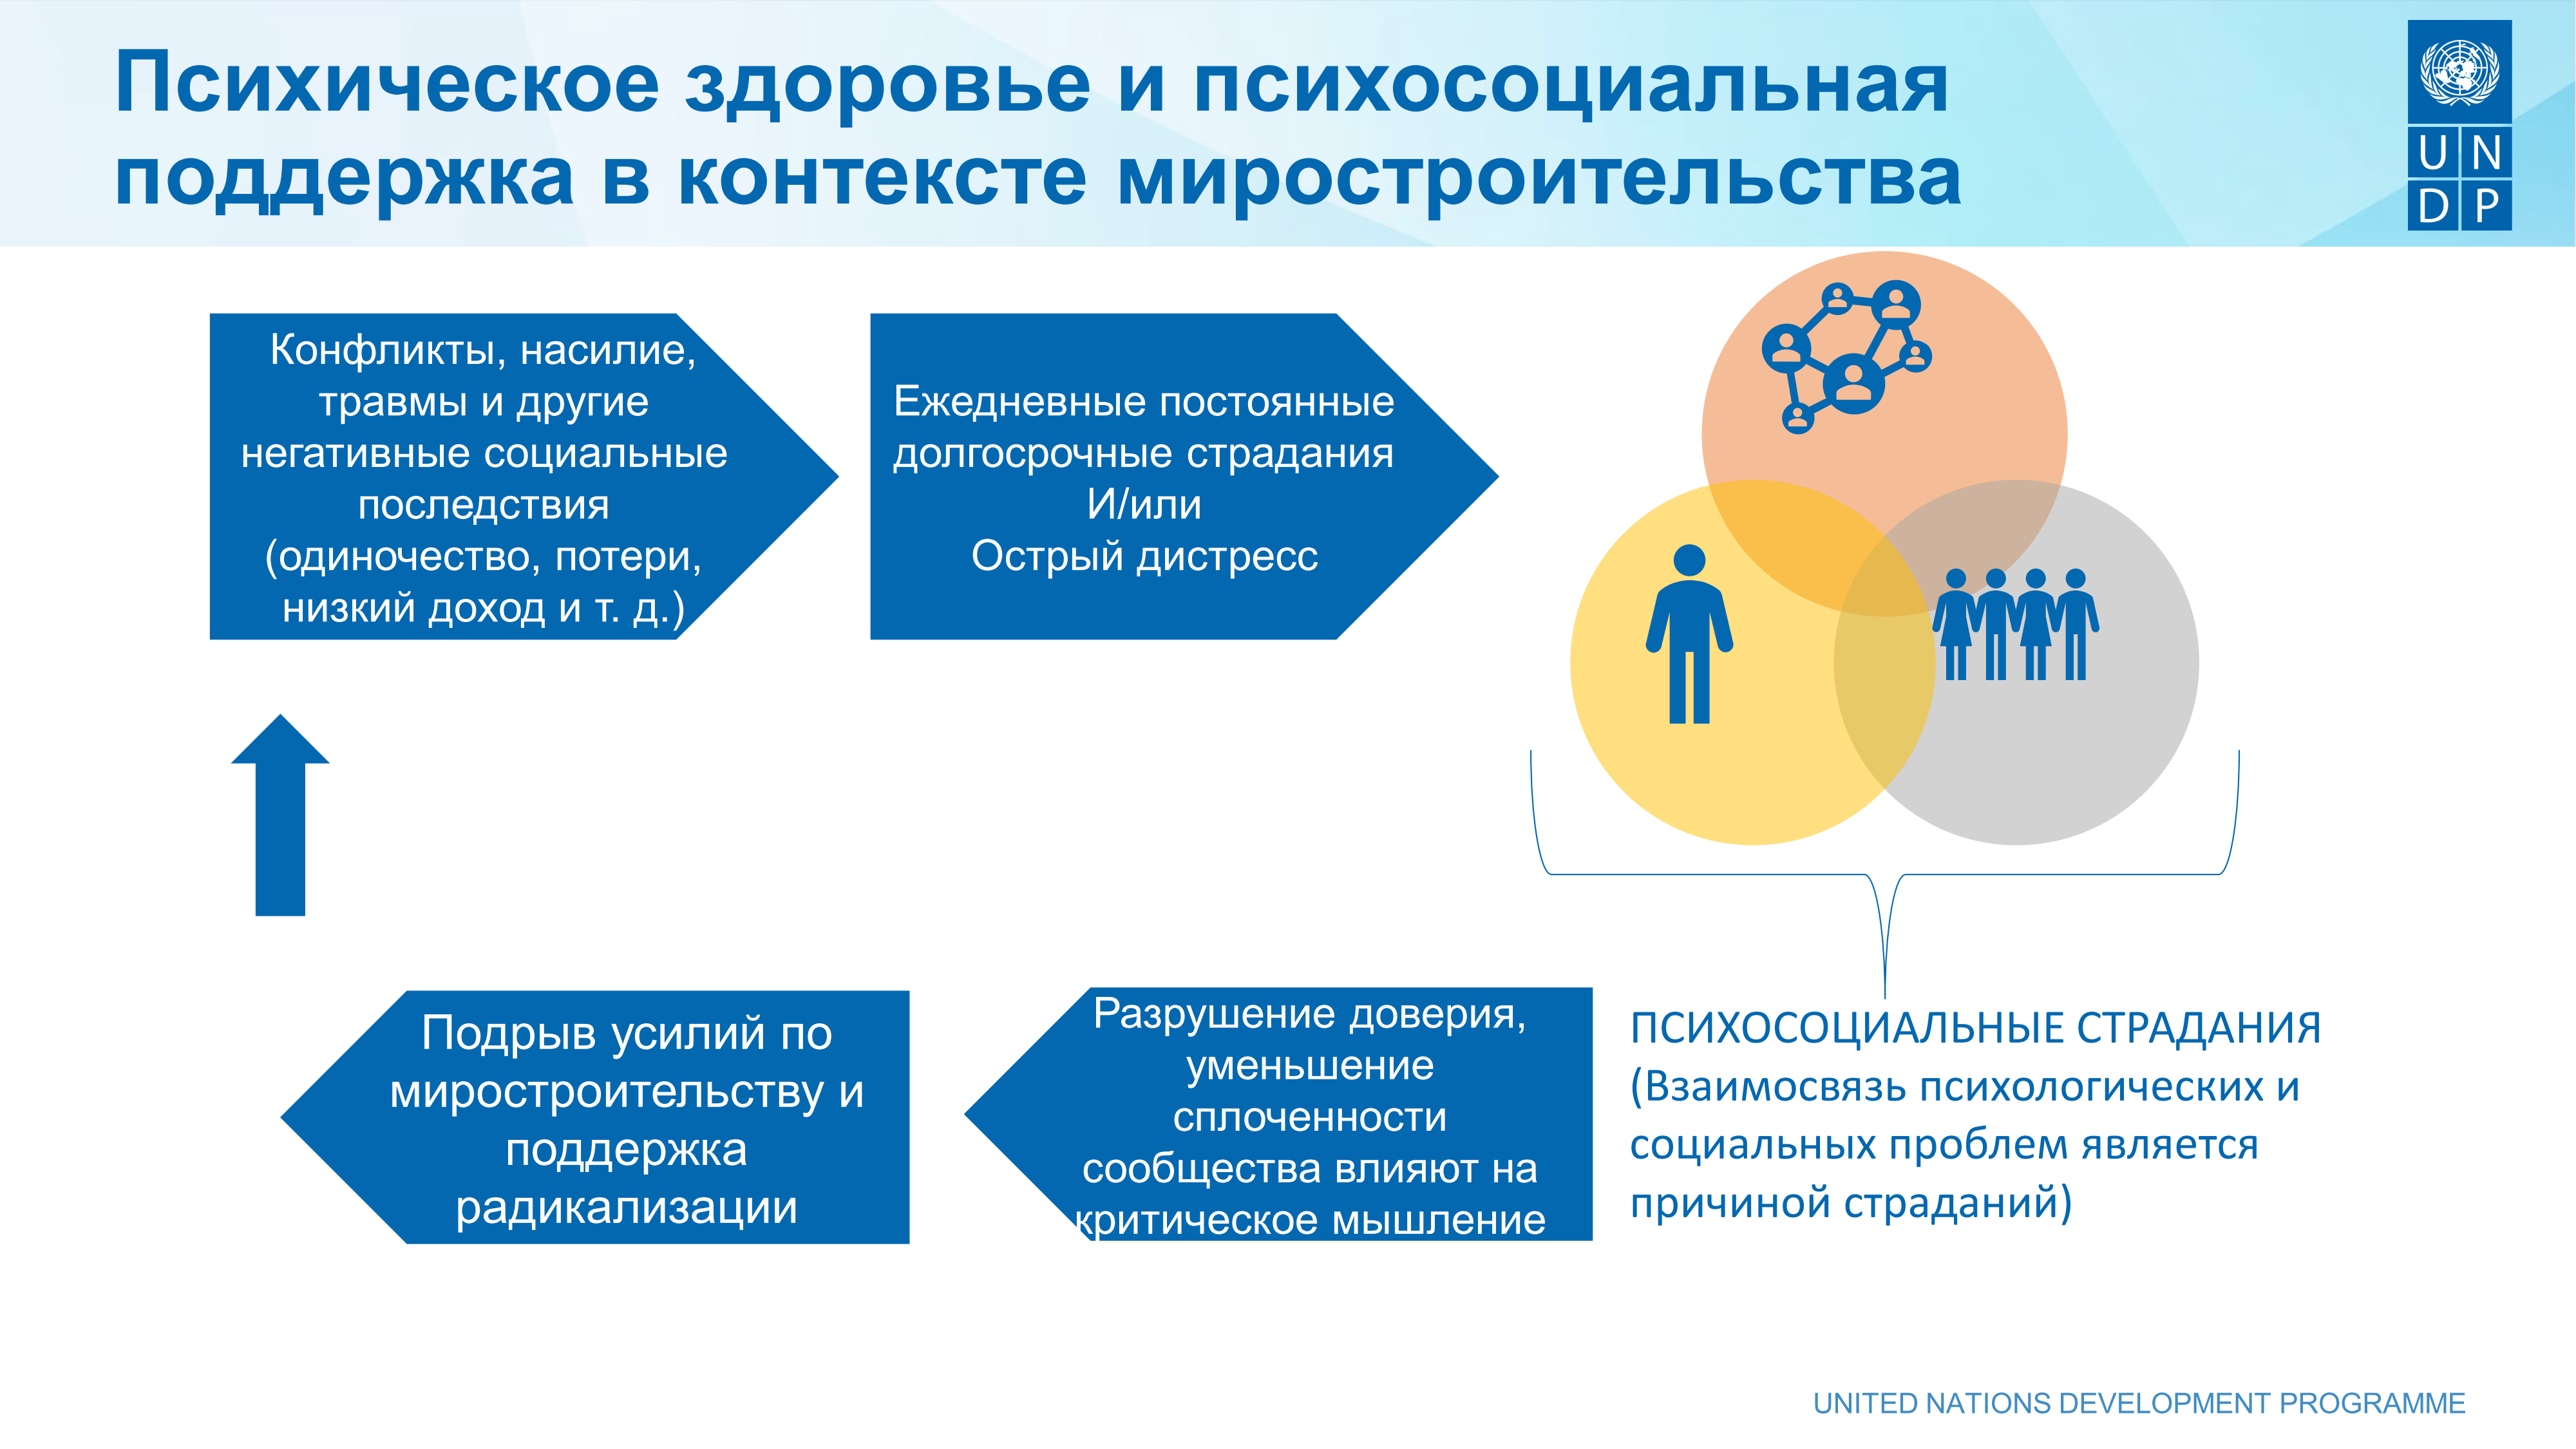 Психическое здоровье и психосоциальная
поддержка в контексте миростроительства
U N
D P
Конфликты, насилие,
травмы и другие
негативные социальные
последствия
(одиночество, потери,
низкий доход и т. д.)
Ежедневные постоянные
долгосрочные страдания
И/или
Острый дистресс
Подрыв усилий по
миростроительству и
поддержка
радикализации
Разрушение доверия,
уменьшение
сплоченности
сообщества влияют на
критическое мышление
ПСИХОСОЦИАЛЬНЫЕ СТРАДАНИЯ
(Взаимосвязь психологических и
социальных проблем является
причиной страданий)
UNITED NATIONS DEVELOPMENT PROGRAMME